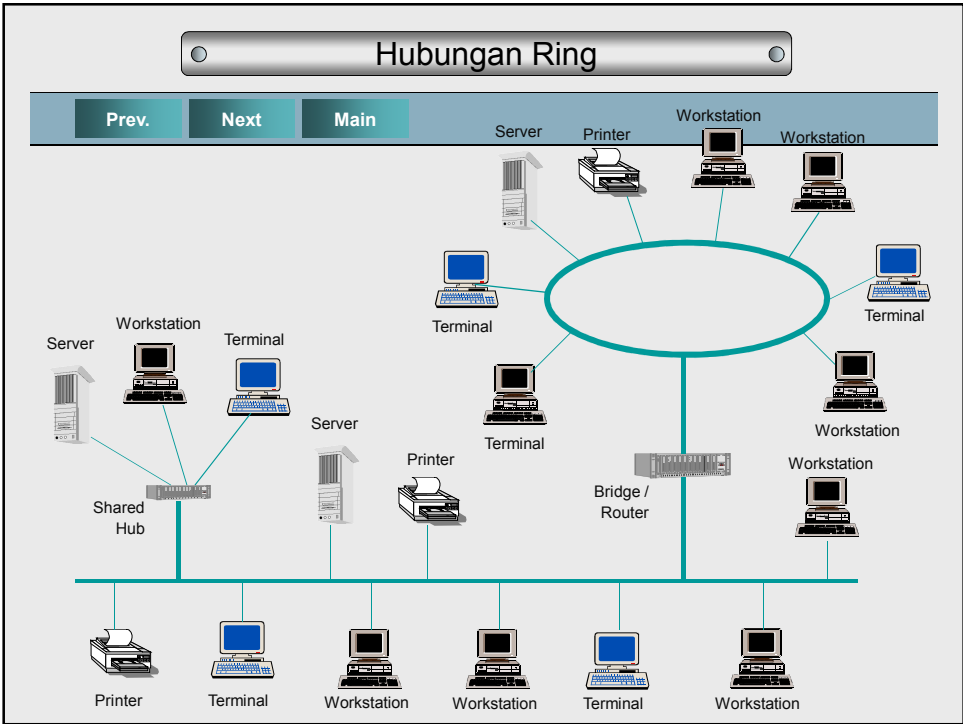 Hubungan Ring
Prev.
Next
Main
Server
Printer
Workstation
Workstation
Terminal
Terminal
Terminal
Workstation
Server
Workstation
Terminal
Shared
Hub
Server
Printer
Bridge /
Router
Workstation
Printer
Terminal
Workstation
Workstation
Terminal
Workstation